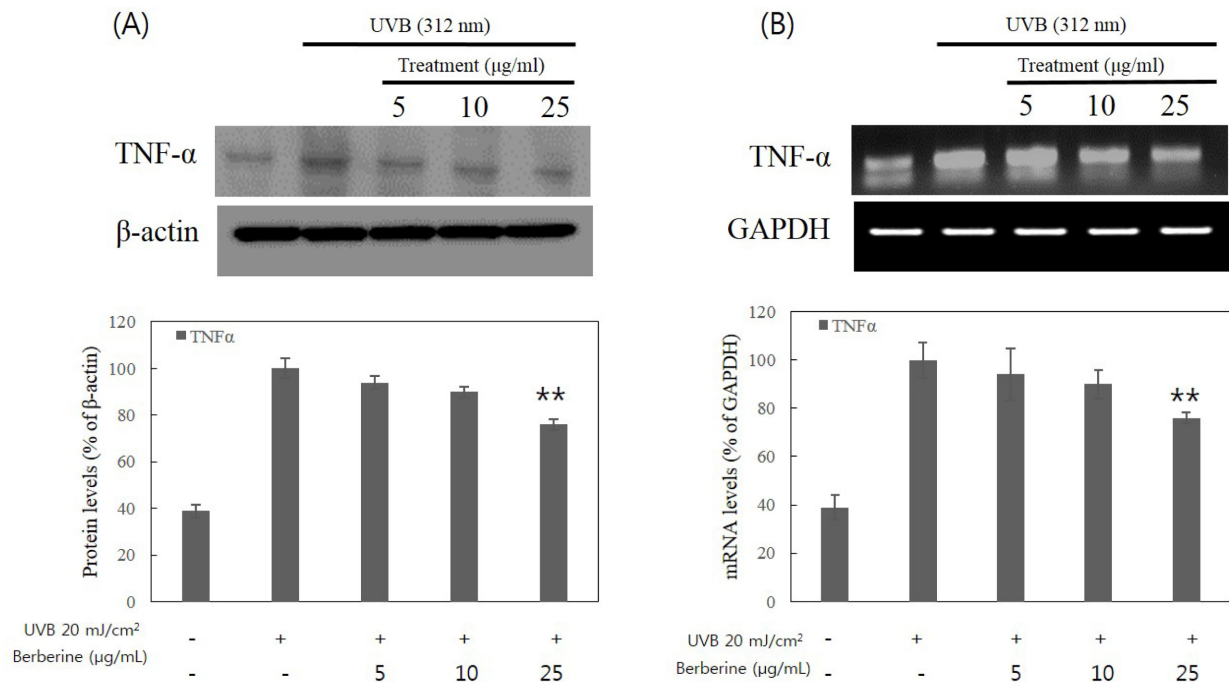 (A)
UVB (312 nm)
Treatment (μg/ml)
5 10 25
TNF-α
β-actin
120
100
80
60
40
20
0
Protein levels (% of β-actin)
TNFα
**
UVB 20 mJ/cm² - + + + +
Berberine (μg/mL) - - 5 10 25
(B)
UVB (312 nm)
Treatment (μg/ml)
5 10 25
TNF-α
GAPDH
120
100
80
60
40
20
0
mRNA levels (% of GAPDH)
TNFα
**
UVB 20 mJ/cm² - + + + +
Berberine (μg/mL) - - 5 10 25